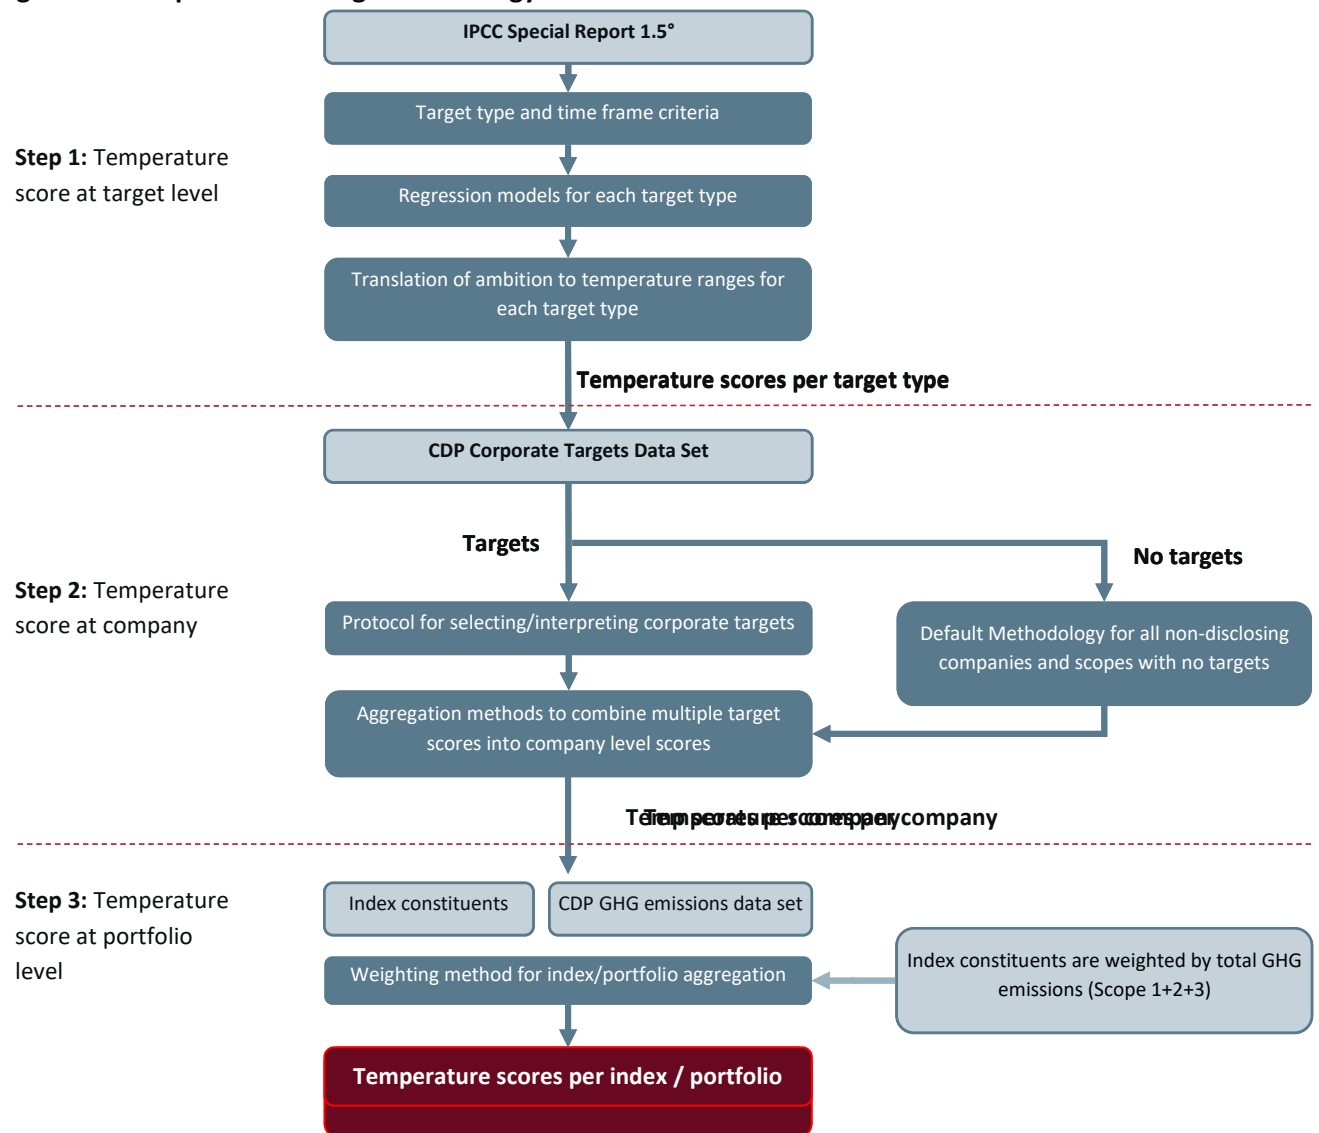 IPCC Special Report 1.5°
Target type and time frame criteria
Step 1: Temperature
score at target level
Regression models for each target type
Translation of ambition to temperature ranges for
each target type
Temperature scores per target type
CDP Corporate Targets Data Set
Targets
No targets
Step 2: Temperature
score at company
Protocol for selecting/interpreting corporate targets
Default Methodology for all non-disclosing
companies and scopes with no targets
Aggregation methods to combine multiple target
scores into company level scores
Temperature scores per company
Step 3: Temperature
score at portfolio
level
Index constituents
CDP GHG emissions data set
Weighting method for index/portfolio aggregation
Index constituents are weighted by total GHG
emissions (Scope 1+2+3)
Temperature scores per index / portfolio